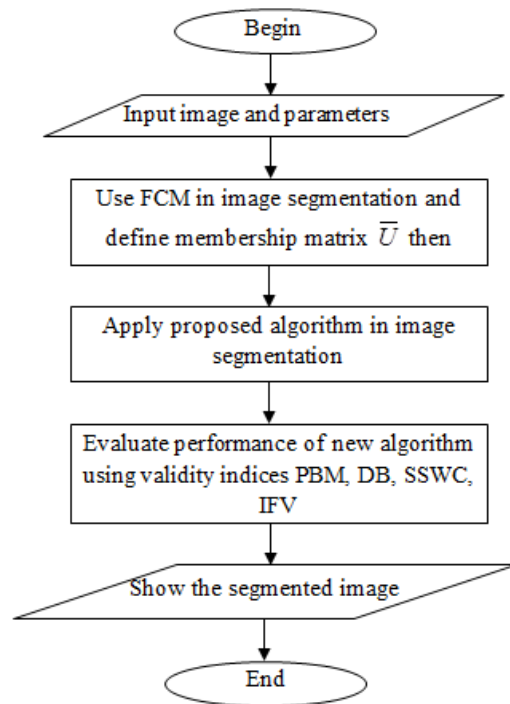 Begin
Input image and parameters
Use FCM in image segmentation and
define membership matrix U̅ then
Apply proposed algorithm in image
segmentation
Evaluate performance of new algorithm
using validity indices PBM, DB, SSWC,
IFV
Show the segmented image
End